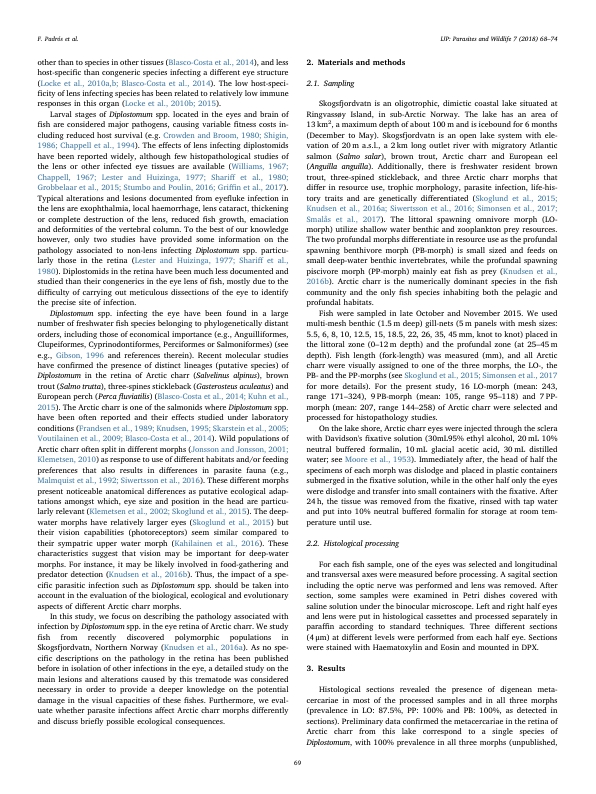 F. Padrós et al.
IJP: Parasites and Wildlife 7 (2018) 68–74
other than to species in other tissues (Blasco-Costa et al., 2014), and less
host-specific than congeneric species infecting a different eye structure
(Locke et al., 2010a,b; Blasco-Costa et al., 2014). The low host-speci-
ficity of lens infecting species has been related to relatively low immune
responses in this organ (Locke et al., 2010b; 2015).
Larval stages of Diplostomum spp. located in the eyes and brain of
fish are considered major pathogens, causing variable fitness costs in-
cluding reduced host survival (e.g. Crowden and Broom, 1980; Shigin,
1986; Chappell et al., 1994). The effects of lens infecting diplostomids
have been reported widely, although few histopathological studies of
the lens or other infected eye tissues are available (Williams, 1967;
Chappell, 1967; Lester and Huizinga, 1977; Shariff et al., 1980;
Grobbelaar et al., 2015; Stumbo and Poulin, 2016; Griffin et al., 2017).
Typical alterations and lesions documented from eyefluke infection in
the lens are exophthalmia, local haemorrhage, lens cataract, thickening
or complete destruction of the lens, reduced fish growth, emaciation
and deformities of the vertebral column. To the best of our knowledge
however, only two studies have provided some information on the
pathology associated to non-lens infecting Diplostomum spp. particu-
larly those in the retina (Lester and Huizinga, 1977; Shariff et al.,
1980). Diplostomids in the retina have been much less documented and
studied than their congenerics in the eye lens of fish, mostly due to the
difficulty of carrying out meticulous dissections of the eye to identify
the precise site of infection.
Diplostomum spp. infecting the eye have been found in a large
number of freshwater fish species belonging to phylogenetically distant
orders, including those of economical importance (e.g., Anguilliformes,
Clupeiformes, Cyprinodontiformes, Perciformes or Salmoniformes) (see
e.g., Gibson, 1996 and references therein). Recent molecular studies
have confirmed the presence of distinct lineages (putative species) of
Diplostomum in the retina of Arctic charr (Salvelinus alpinus), brown
trout (Salmo trutta), three-spines stickleback (Gasterosteus aculeatus) and
European perch (Perca fluviatilis) (Blasco-Costa et al., 2014; Kuhn et al.,
2015). The Arctic charr is one of the salmonids where Diplostomum spp.
have been often reported and their effects studied under laboratory
conditions (Frandsen et al., 1989; Knudsen, 1995; Skarstein et al., 2005;
Voutilainen et al., 2009; Blasco-Costa et al., 2014). Wild populations of
Arctic charr often split in different morphs (Jonsson and Jonsson, 2001;
Klemetsen, 2010) as response to use of different habitats and/or feeding
preferences that also results in differences in parasite fauna (e.g.,
Malmquist et al., 1992; Siwertsson et al., 2016). These different morphs
present noticeable anatomical differences as putative ecological adap-
tations amongst which, eye size and position in the head are particu-
larly relevant (Klemetsen et al., 2002; Skoglund et al., 2015). The deep-
water morphs have relatively larger eyes (Skoglund et al., 2015) but
their vision capabilities (photoreceptors) seem similar compared to
their sympatric upper water morph (Kahilainen et al., 2016). These
characteristics suggest that vision may be important for deep-water
morphs. For instance, it may be likely involved in food-gathering and
predator detection (Knudsen et al., 2016b). Thus, the impact of a spe-
cific parasitic infection such as Diplostomum spp. should be taken into
account in the evaluation of the biological, ecological and evolutionary
aspects of different Arctic charr morphs.
In this study, we focus on describing the pathology associated with
infection by Diplostomum spp. in the eye retina of Arctic charr. We study
fish from recently discovered polymorphic populations in
Skogsfjordvatn, Northern Norway (Knudsen et al., 2016a). As no spe-
cific descriptions on the pathology in the retina has been published
before in isolation of other infections in the eye, a detailed study on the
main lesions and alterations caused by this trematode was considered
necessary in order to provide a deeper knowledge on the potential
damage in the visual capacities of these fishes. Furthermore, we eval-
uate whether parasite infections affect Arctic charr morphs differently
and discuss briefly possible ecological consequences.
2. Materials and methods
2.1. Sampling
Skogsfjordvatn is an oligotrophic, dimictic coastal lake situated at
Ringvassøy Island, in sub-Arctic Norway. The lake has an area of
13 km², a maximum depth of about 100 m and is icebound for 6 months
(December to May). Skogsfjordvatn is an open lake system with ele-
vation of 20 m a.s.l., a 2 km long outlet river with migratory Atlantic
salmon (Salmo salar), brown trout, Arctic charr and European eel
(Anguilla anguilla). Additionally, there is freshwater resident brown
trout, three-spined stickleback, and three Arctic charr morphs that
differ in resource use, trophic morphology, parasite infection, life-his-
tory traits and are genetically differentiated (Skoglund et al., 2015;
Knudsen et al., 2016a; Siwertsson et al., 2016; Simonsen et al., 2017;
Smalås et al., 2017). The littoral spawning omnivore morph (LO-
morph) utilize shallow water benthic and zooplankton prey resources.
The two profundal morphs differentiate in resource use as the profundal
spawning benthivore morph (PB-morph) is small sized and feeds on
small deep-water benthic invertebrates, while the profundal spawning
piscivore morph (PP-morph) mainly eat fish as prey (Knudsen et al.,
2016b). Arctic charr is the numerically dominant species in the fish
community and the only fish species inhabiting both the pelagic and
profundal habitats.
Fish were sampled in late October and November 2015. We used
multi-mesh benthic (1.5 m deep) gill-nets (5 m panels with mesh sizes:
5.5, 6, 8, 10, 12.5, 15, 18.5, 22, 26, 35, 45 mm, knot to knot) placed in
the littoral zone (0–12 m depth) and the profundal zone (at 25–45 m
depth). Fish length (fork-length) was measured (mm), and all Arctic
charr were visually assigned to one of the three morphs, the LO-, the
PB- and the PP-morphs (see Skoglund et al., 2015; Simonsen et al., 2017
for more details). For the present study, 16 LO-morph (mean: 243,
range 171–324), 9 PB-morph (mean: 105, range 95–118) and 7 PP-
morph (mean: 207, range 144–258) of Arctic charr were selected and
processed for histopathology studies.
On the lake shore, Arctic charr eyes were injected through the sclera
with Davidson's fixative solution (30mL95% ethyl alcohol, 20 mL 10%
neutral buffered formalin, 10 mL glacial acetic acid, 30 mL distilled
water; see Moore et al., 1953). Immediately after, the head of half the
specimens of each morph was dislodge and placed in plastic containers
submerged in the fixative solution, while in the other half only the eyes
were dislodge and transfer into small containers with the fixative. After
24 h, the tissue was removed from the fixative, rinsed with tap water
and put into 10% neutral buffered formalin for storage at room tem-
perature until use.
2.2. Histological processing
For each fish sample, one of the eyes was selected and longitudinal
and transversal axes were measured before processing. A sagital section
including the optic nerve was performed and lens was removed. After
section, some samples were examined in Petri dishes covered with
saline solution under the binocular microscope. Left and right half eyes
and lens were put in histological cassettes and processed separately in
paraffin according to standard techniques. Three different sections
(4 μm) at different levels were performed from each half eye. Sections
were stained with Haematoxylin and Eosin and mounted in DPX.
3. Results
Histological sections revealed the presence of digenean meta-
cercariae in most of the processed samples and in all three morphs
(prevalence in LO: 87.5%, PP: 100% and PB: 100%, as detected in
sections). Preliminary data confirmed the metacercariae in the retina of
Arctic charr from this lake correspond to a single species of
Diplostomum, with 100% prevalence in all three morphs (unpublished,
69